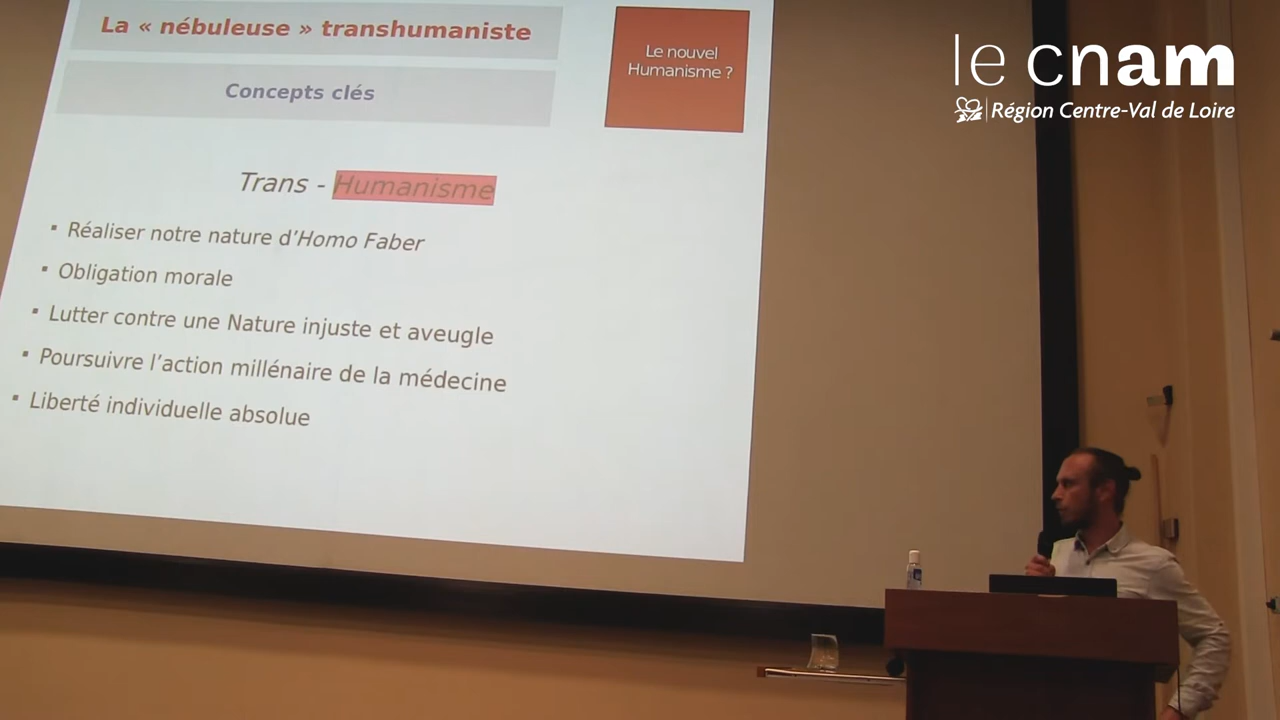 La « nébuleuse » transhumaniste
Concepts clés
Le nouvel
Humanisme ?
Trans - Humanisme
▪ Réaliser notre nature d’Homo Faber
▪ Obligation morale
▪ Lutter contre une Nature injuste et aveugle
▪ Poursuivre l’action millénaire de la médecine
▪ Liberté individuelle absolue
le cnam
Région Centre-Val de Loire